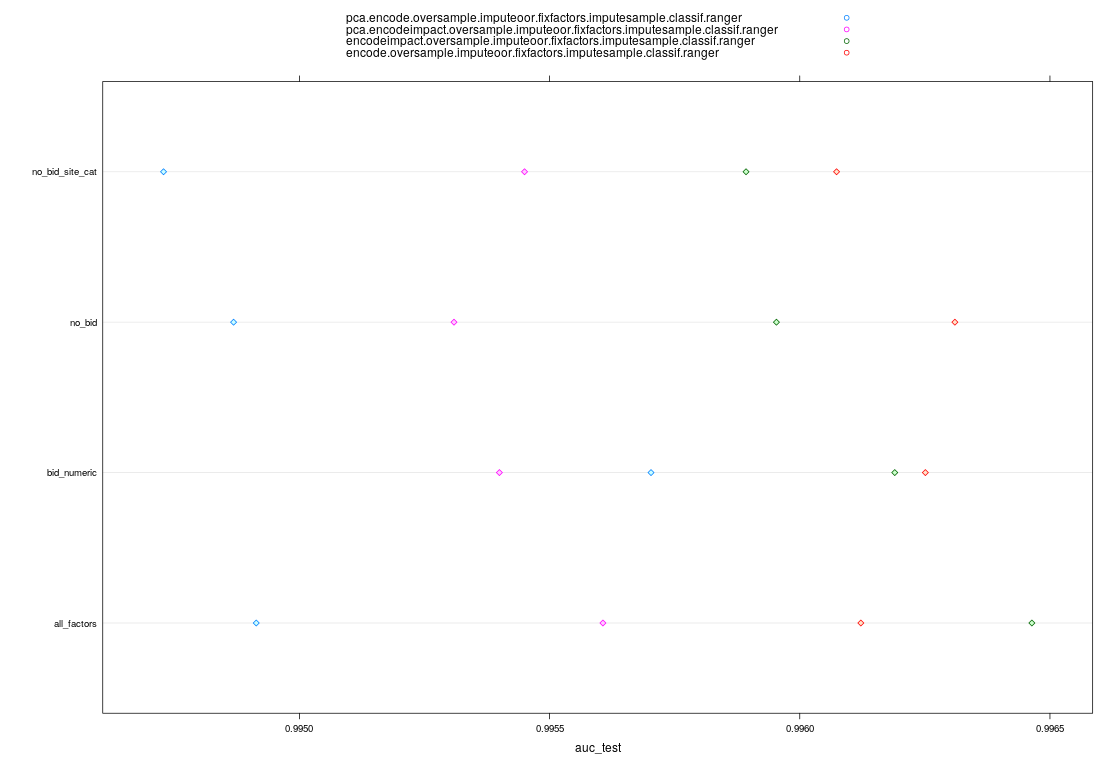 pca.encode.oversample.imputeoor.fixfactors.imputesample.classif.ranger
pca.encodeimpact.oversample.imputeoor.fixfactors.imputesample.classif.ranger
encodeimpact.oversample.imputeoor.fixfactors.imputesample.classif.ranger
encode.oversample.imputeoor.fixfactors.imputesample.classif.ranger
no_bid_site_cat
no_bid
bid_numeric
all_factors
0.9950 0.9955 0.9960 0.9965
auc_test